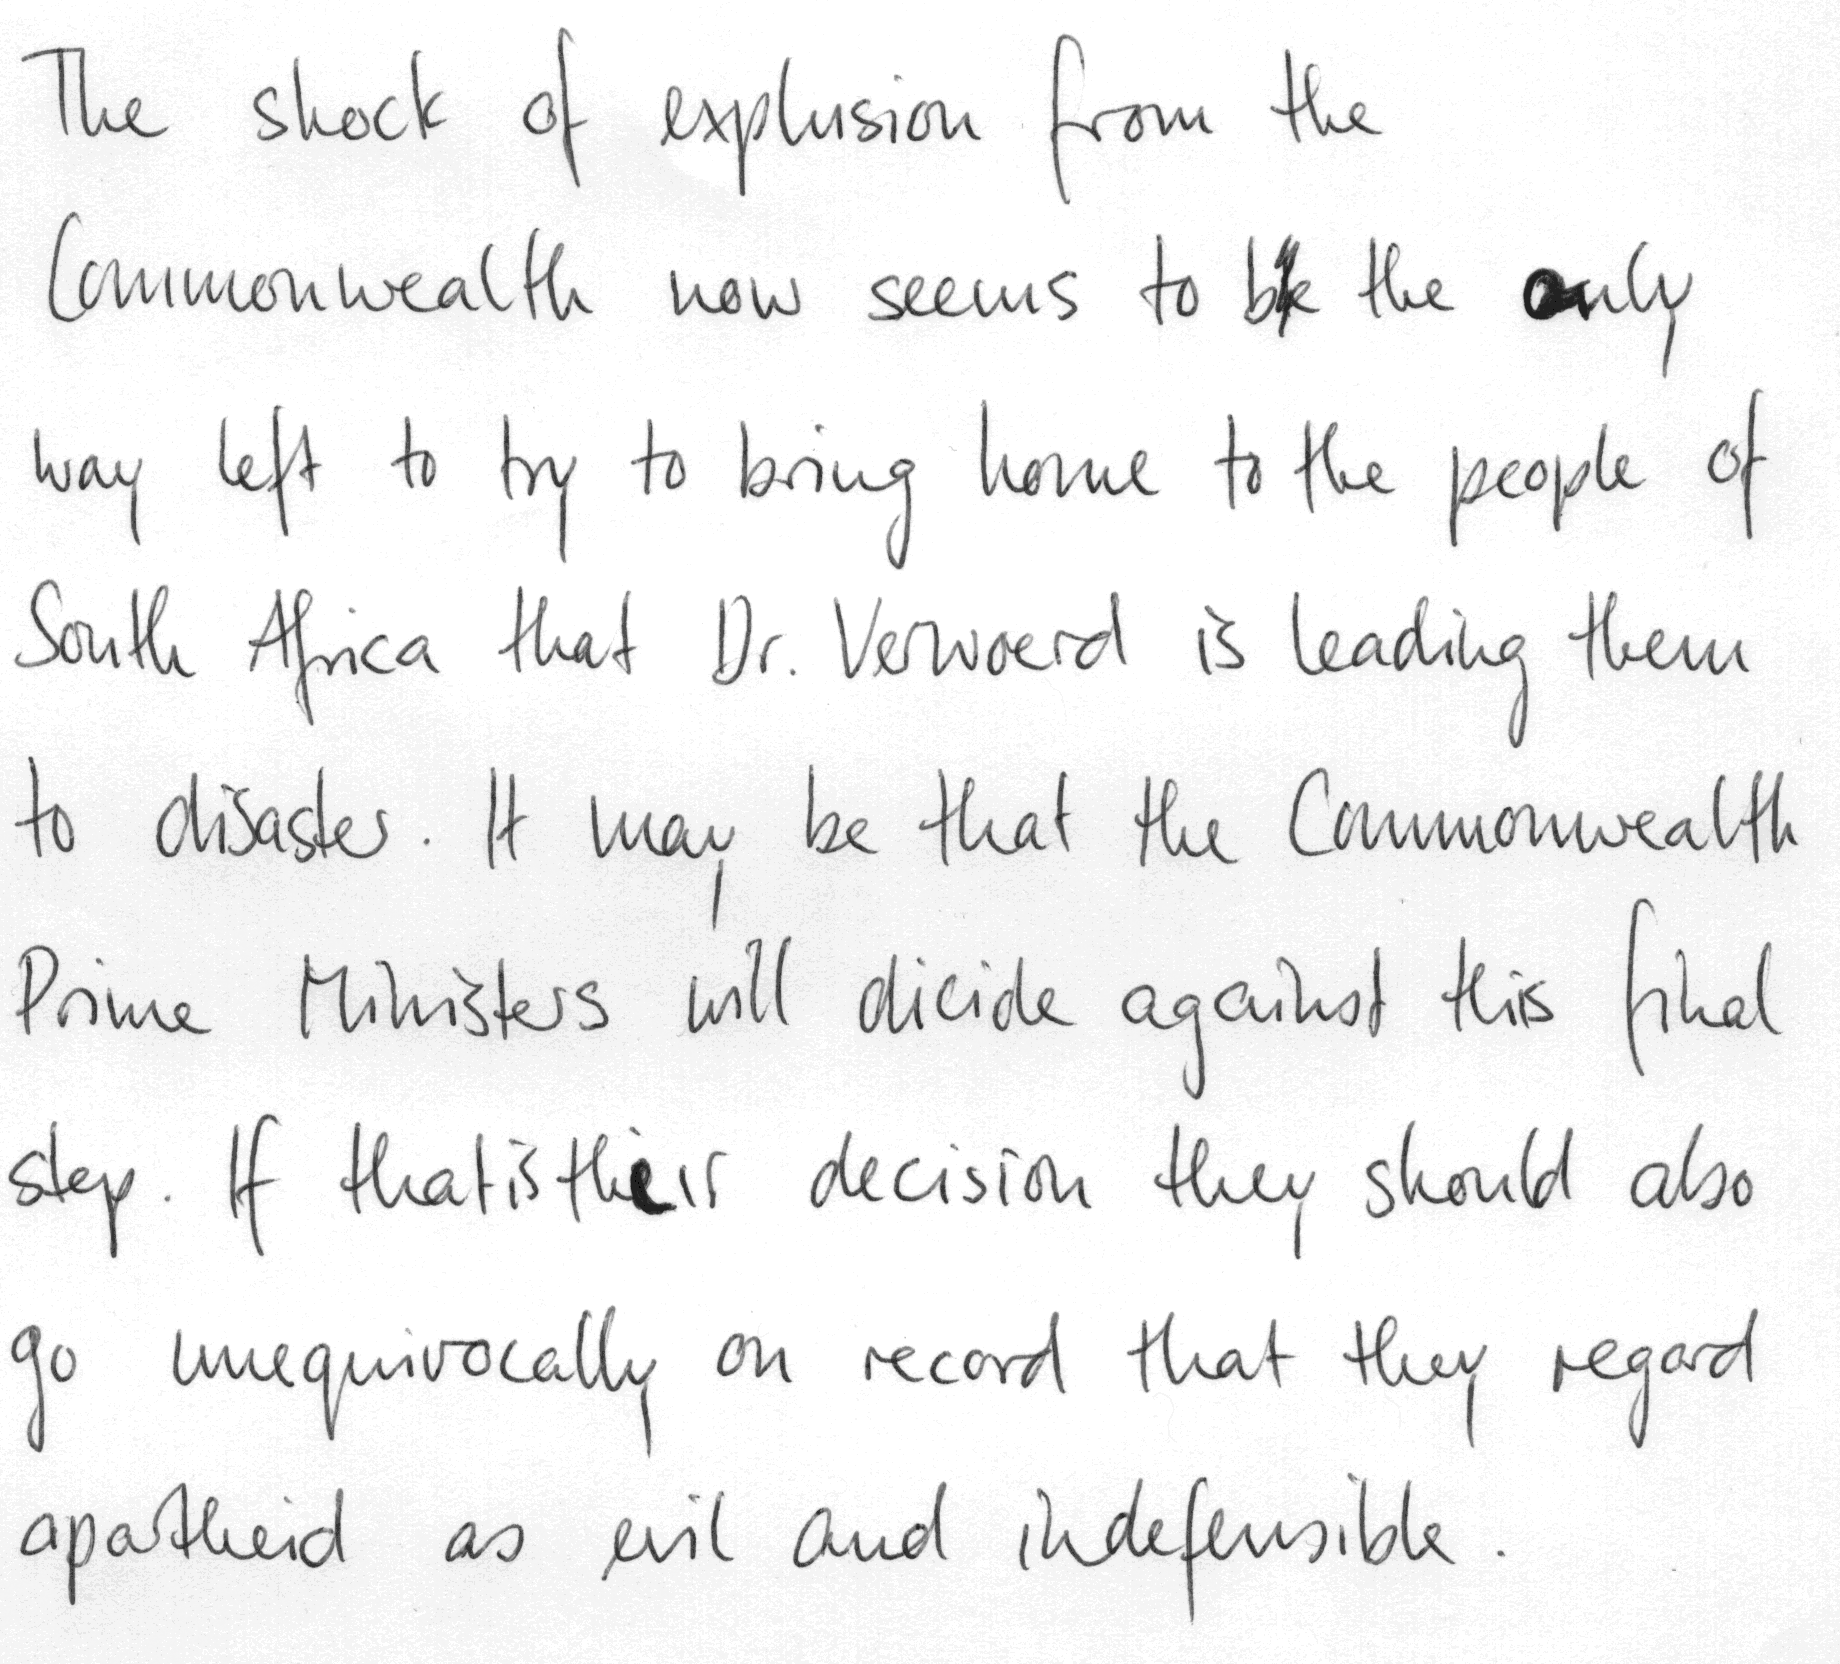 The shock of explusion from the
Commonwealth now seems to be the only
way left to try to bring home to the people of
South Africa that Dr. Verwoerd is leading them
to disaster. It may be that the Commonwealth
Prime Ministers will dicide against this final
step. If that is their decision they should also
go unequivocally on record that they regard
apartheid as evil and indefensible.